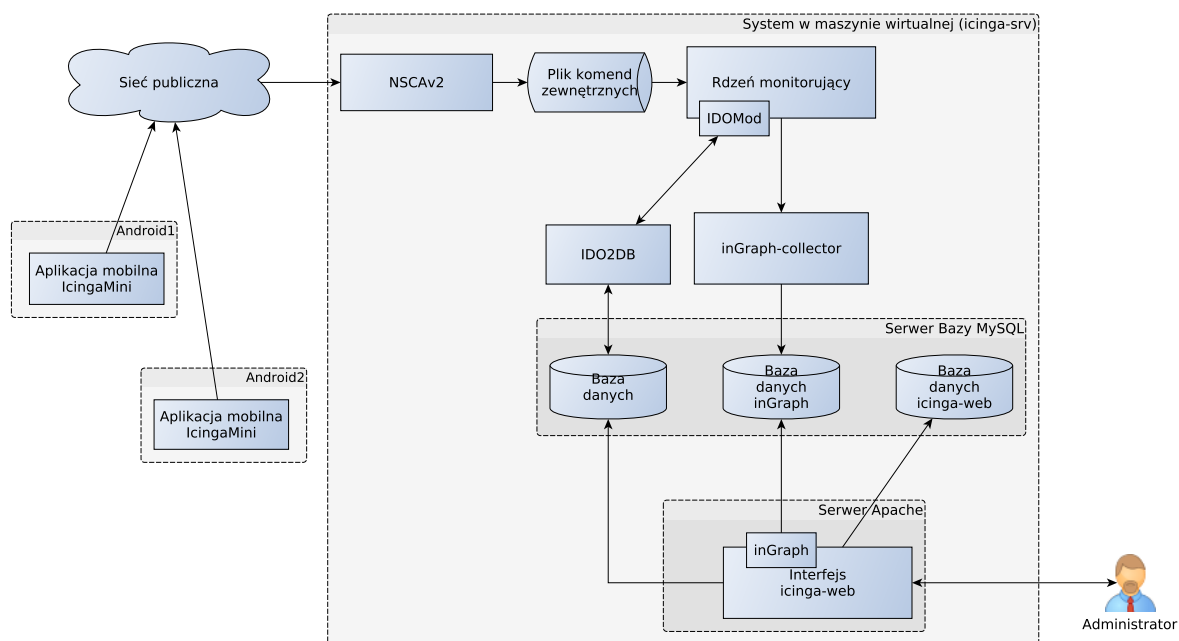 System w maszynie wirtualnej (icinga-srv)
Sieć publiczna
NSCAv2
Plik komend
zewnętrznych
Rdzeń monitorujący
IDOMod
Android1
Aplikacja mobilna
IcingaMini
IDO2DB
inGraph-collector
Serwer Bazy MySQL
Baza
danych
Baza
danych
inGraph
Baza
danych
icinga-web
Android2
Aplikacja mobilna
IcingaMini
Serwer Apache
inGraph
Interfejs
icinga-web
Administrator